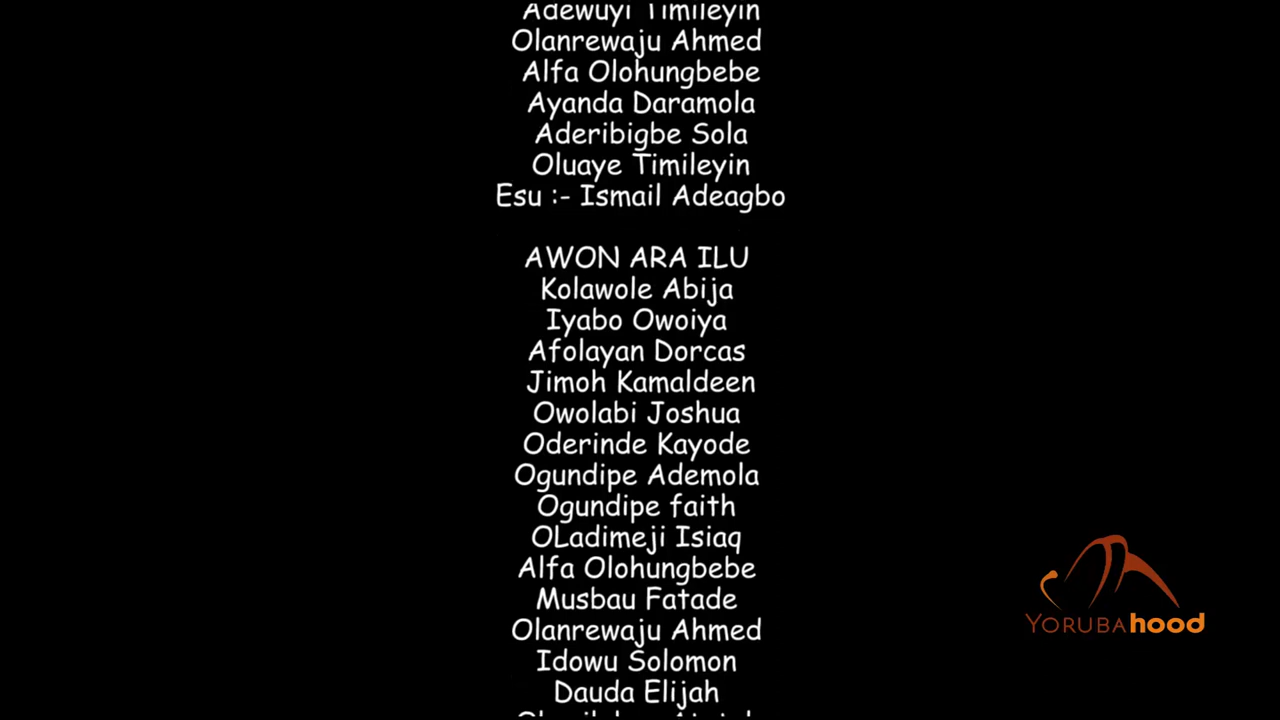 Adewuyi Timileyin
Olanrewaju Ahmed
Alfa Olohungbebe
Ayanda Daramola
Aderibigbe Sola
Oluaye Timileyin
Esu :- Ismail Adeagbo
AWON ARA ILU
Kolawole Abija
Iyabo Owoiya
Afolayan Dorcas
Jimoh Kamaldeen
Owolabi Joshua
Oderinde Kayode
Ogundipe Ademola
Ogundipe faith
OLadimeji Isiaq
Alfa Olohungbebe
Musbau Fatade
Olanrewaju Ahmed
Idowu Solomon
Dauda Elijah
YORUBAhood